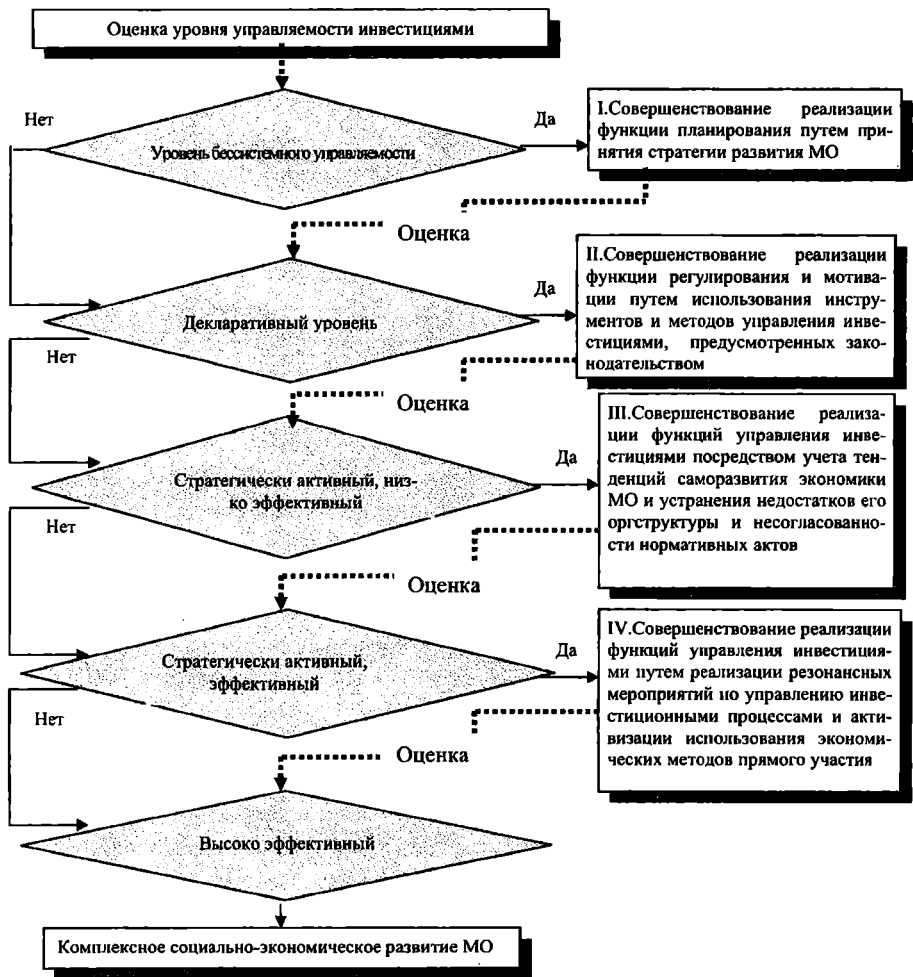 Оценка уровня управляемости инвестициями
Нет
Да
Уровень бессистемного управляемости
I.Совершенствование реализации
функции планирования путем при-
нятия стратегии развития МО
Оценка
Декларативный уровень
Да
II.Совершенствование реализации
функции регулирования и мотива-
ции путем использования инстру-
ментов и методов управления инве-
стициями, предусмотренных зако-
нодательством
Нет
Оценка
Стратегически активный, низ-
ко эффективный
Да
III.Совершенствование реализа-
ции функций управления инве-
стициями посредством учета тен-
денций саморазвития экономики
МО и устранения недостатков его
оргструктуры и несогласованно-
сти нормативных актов
Нет
Оценка
Стратегически активный,
эффективный
Да
IV.Совершенствование реализации
функций управления инвестиция-
ми путем реализации резонансных
мероприятий по управлению инве-
стиционными процессами и акти-
визации использования экономи-
ческих методов прямого участия
Нет
Оценка
Высоко эффективный
Комплексное социально-экономическое развитие МО